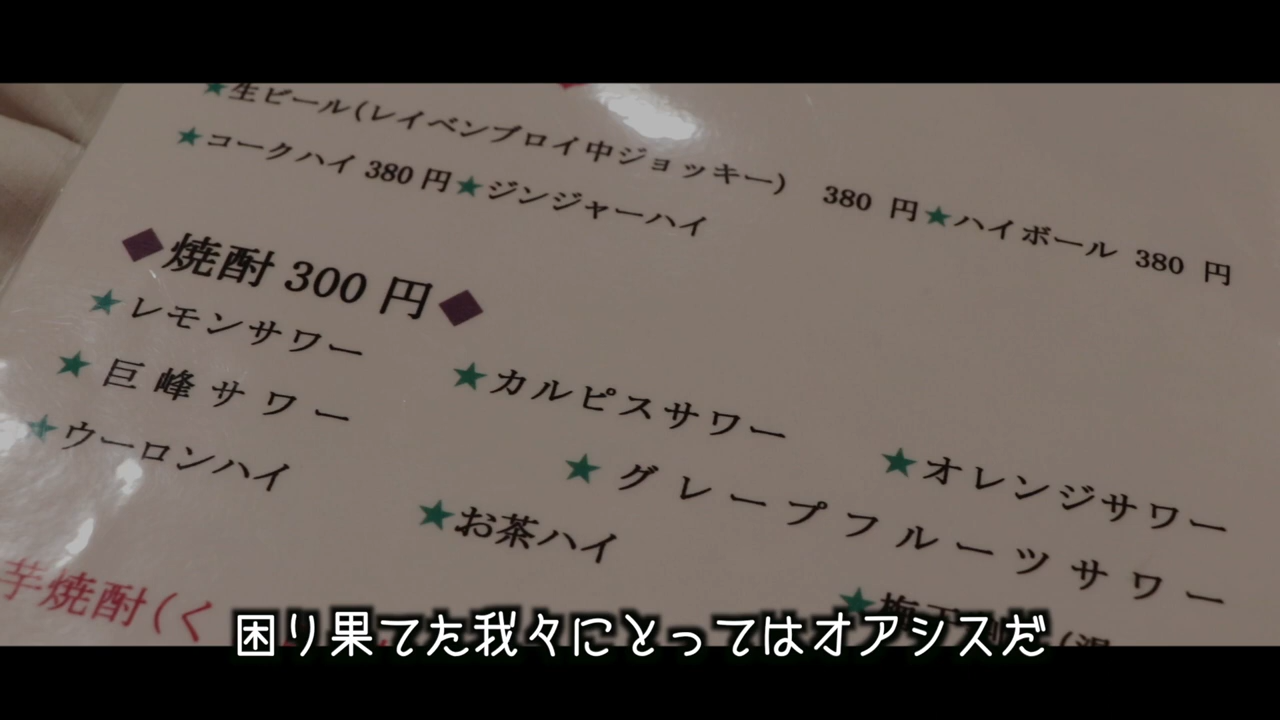 ★生ビール(レイベンブロイ中ジョッキー) 380 円★ハイボール 380 円
★コークハイ 380 円★ジンジャーハイ
◆焼酎 300 円◆
★レモンサワー ★カルピスサワー ★オレンジサワー
★巨峰サワー ★グレープフルーツサワー
★ウーロンハイ ★お茶ハイ
芋焼酎(く
困り果てた我々にとってはオアシスだ